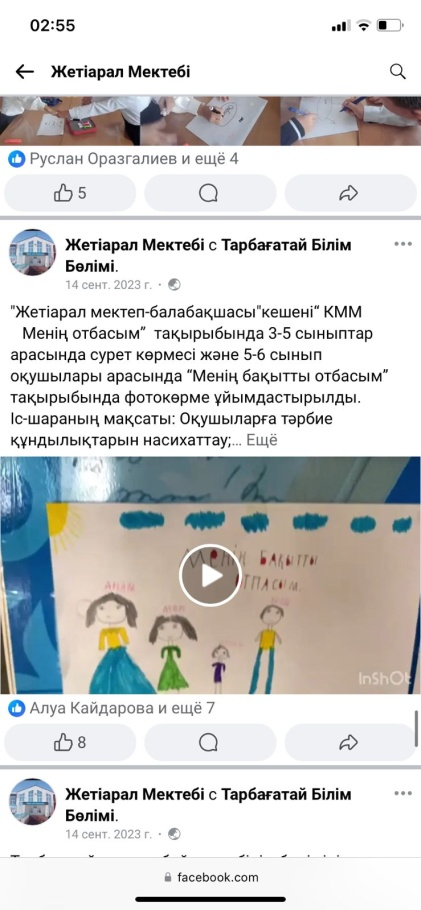 02:55
Жетіарал Мектебі
Руслан Оразгалиев и ещё 4
5
Жетіарал Мектебі с Тарбағатай Білім
Бөлімі.
14 сент. 2023 г. ·
"Жетіарал мектеп-балабақшасы"кешені“ КММ
Менің отбасым” тақырыбында 3-5 сыныптар
арасында сурет көрмесі және 5-6 сынып
оқушылары арасында “Менің бақытты отбасым”
тақырыбында фотокөрме ұйымдастырылды.
Іс-шараның мақсаты: Оқушыларға тәрбие
құндылықтарын насихаттау;... Ещё
Менің бақытты
отпасым.
InShOt
Алуа Кайдарова и ещё 7
8
Жетіарал Мектебі с Тарбағатай Білім
Бөлімі.
14 сент. 2023 г. ·
facebook.com